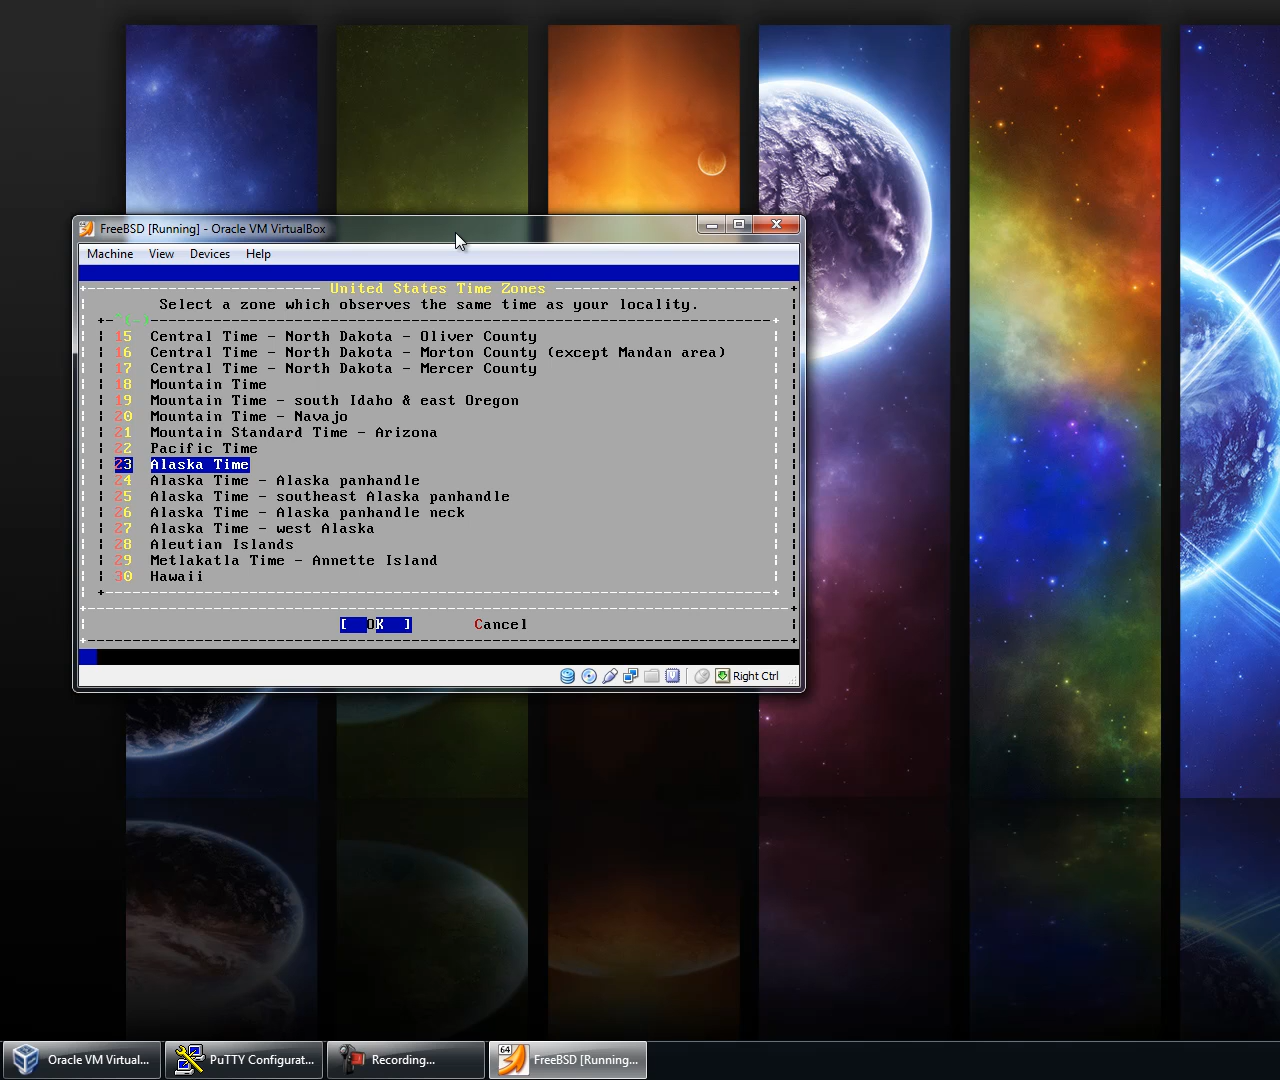 FreeBSD [Running] - Oracle VM VirtualBox
Machine View Devices Help
United States Time Zones
Select a zone which observes the same time as your locality.
^(-)
15 Central Time - North Dakota - Oliver County
16 Central Time - North Dakota - Morton County (except Mandan area)
17 Central Time - North Dakota - Mercer County
18 Mountain Time
19 Mountain Time - south Idaho & east Oregon
20 Mountain Time - Navajo
21 Mountain Standard Time - Arizona
22 Pacific Time
23 Alaska Time
24 Alaska Time - Alaska panhandle
25 Alaska Time - southeast Alaska panhandle
26 Alaska Time - Alaska panhandle neck
27 Alaska Time - west Alaska
28 Aleutian Islands
29 Metlakatla Time - Annette Island
30 Hawaii
[ OK ] Cancel
Right Ctrl
Oracle VM Virtual... PuTTY Configurat... Recording... 64 FreeBSD [Running...